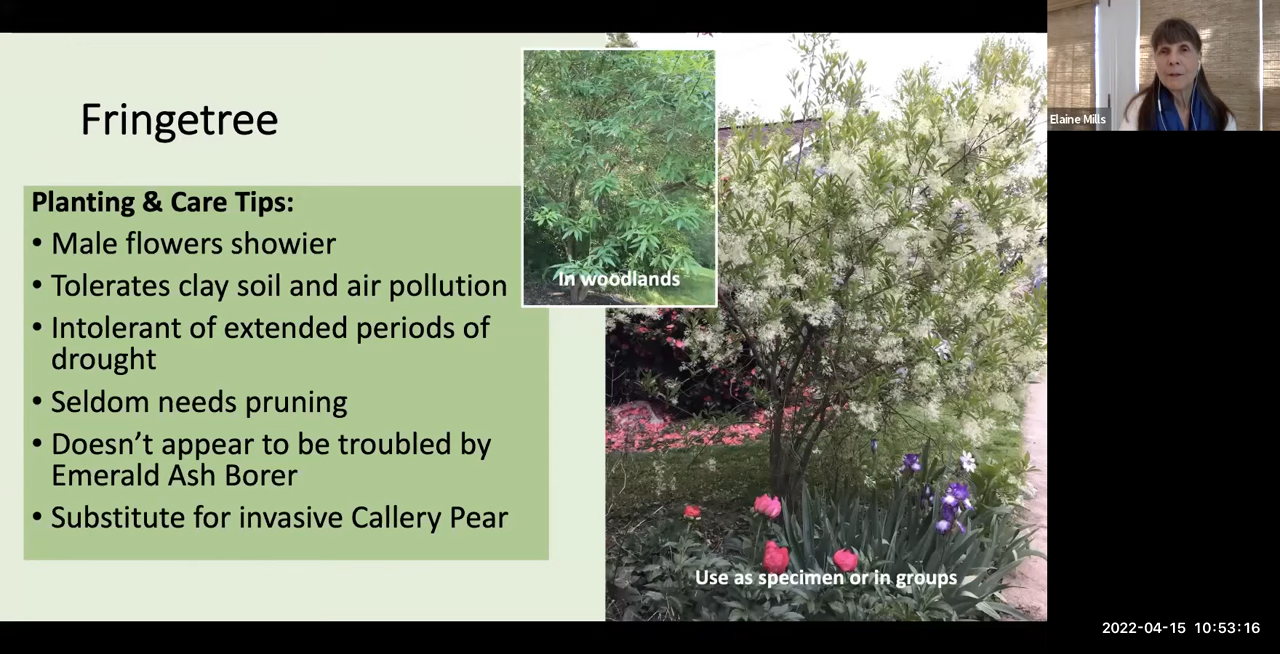 Fringetree
Planting & Care Tips:
• Male flowers showier
• Tolerates clay soil and air pollution
• Intolerant of extended periods of
drought
• Seldom needs pruning
• Doesn’t appear to be troubled by
Emerald Ash Borer
• Substitute for invasive Callery Pear
In woodlands
Use as specimen or in groups
Elaine Mills
2022-04-15 10:53:16